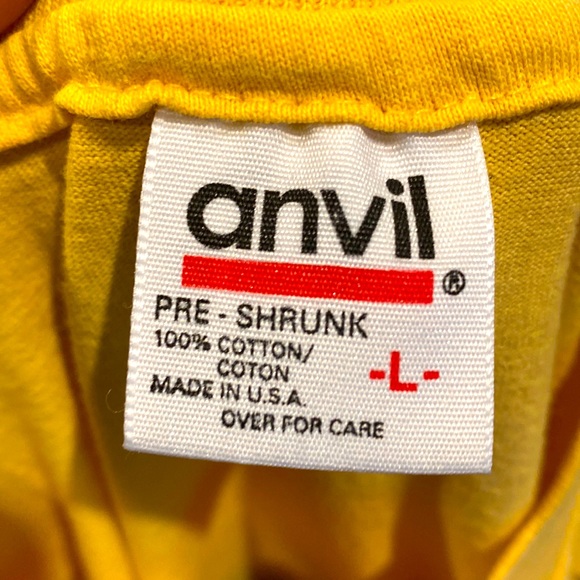 anvil®
PRE - SHRUNK
100% COTTON/
COTON
-L-
MADE IN U.S.A.
OVER FOR CARE